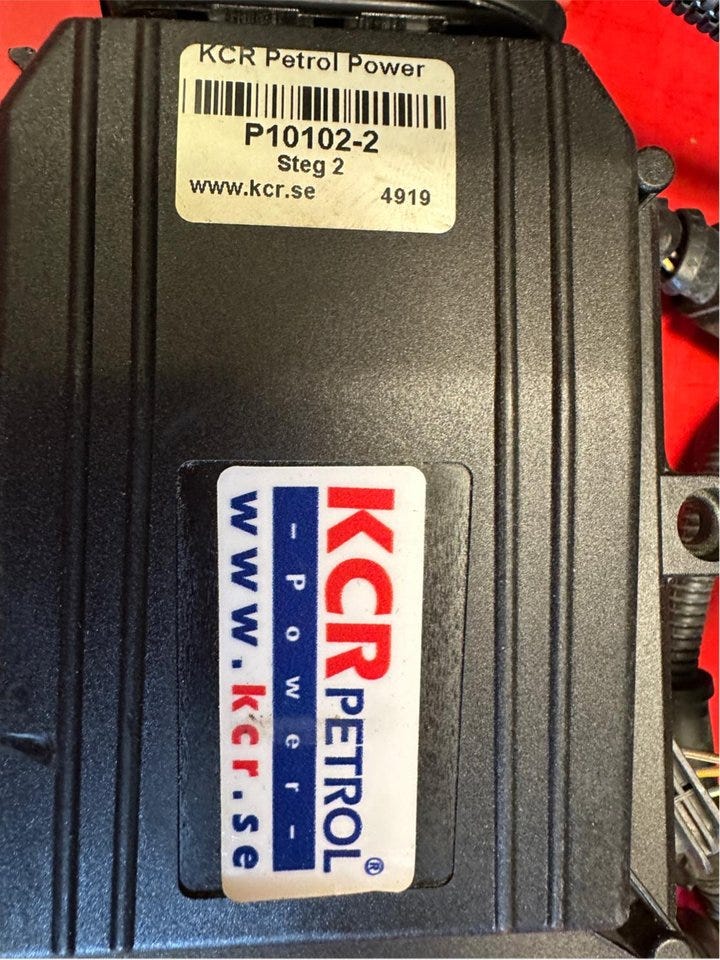 KCR Petrol Power
P10102-2
Steg 2
www.kcr.se 4919
KCR PETROL®
- Power -
www.kcr.se